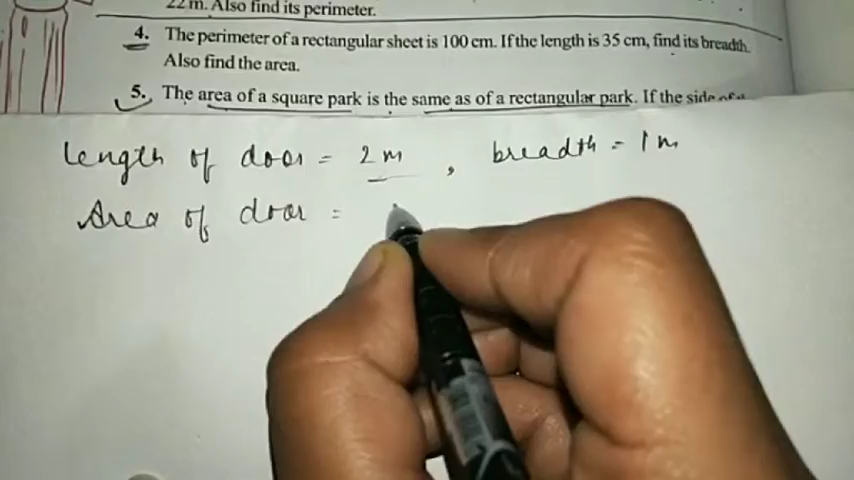 22 m. Also find its perimeter.
4. The perimeter of a rectangular sheet is 100 cm. If the length is 35 cm, find its breadth.
Also find the area.
5. The area of a square park is the same as of a rectangular park. If the side of
length of door = 2 m , breadth = 1 m
Area of door =